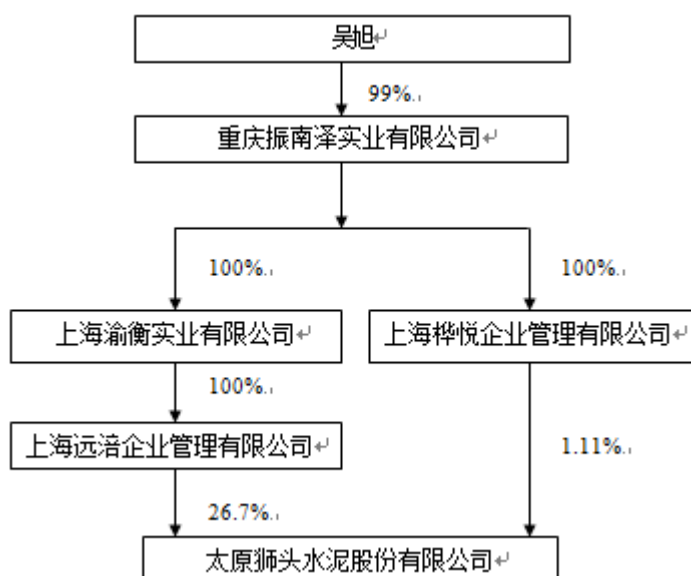 吴旭
99%
重庆振南泽实业有限公司
100%
100%
上海渝衡实业有限公司
上海桦悦企业管理有限公司
100%
上海远涪企业管理有限公司
1.11%
26.7%
太原狮头水泥股份有限公司